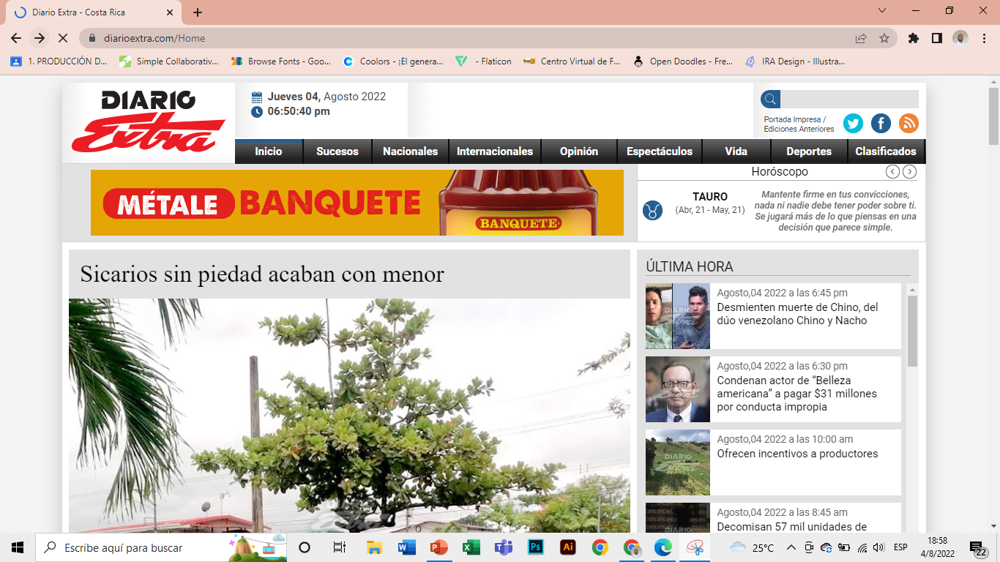 Diario Extra - Costa Rica
diarioextra.com/Home
1. PRODUCCIÓN D...
Simple Collaborativ...
Browse Fonts - Goo...
Coolors - ¡El genera...
- Flaticon
Centro Virtual de F...
Open Doodles - Fre...
IRA Design - Illustra...
DIARIO
Extra
Jueves 04, Agosto 2022
06:50:40 pm
Portada Impresa /
Ediciones Anteriores
Inicio
Sucesos
Nacionales
Internacionales
Opinión
Espectáculos
Vida
Deportes
Clasificados
MÉTALE BANQUETE
BANQUETE
Horóscopo
TAURO
(Abr, 21 - May, 21)
Mantente firme en tus convicciones,
nada ni nadie debe tener poder sobre ti.
Se jugará más de lo que piensas en una
decisión que parece simple.
Sicarios sin piedad acaban con menor
ÚLTIMA HORA
Agosto,04 2022 a las 6:45 pm
Desmienten muerte de Chino, del
dúo venezolano Chino y Nacho
Agosto,04 2022 a las 6:30 pm
Condenan actor de “Belleza
americana” a pagar $31 millones
por conducta impropia
Agosto,04 2022 a las 10:00 am
Ofrecen incentivos a productores
Agosto,04 2022 a las 8:45 am
Decomisan 57 mil unidades de
Escribe aquí para buscar
25°C
ESP
18:58
4/8/2022
22